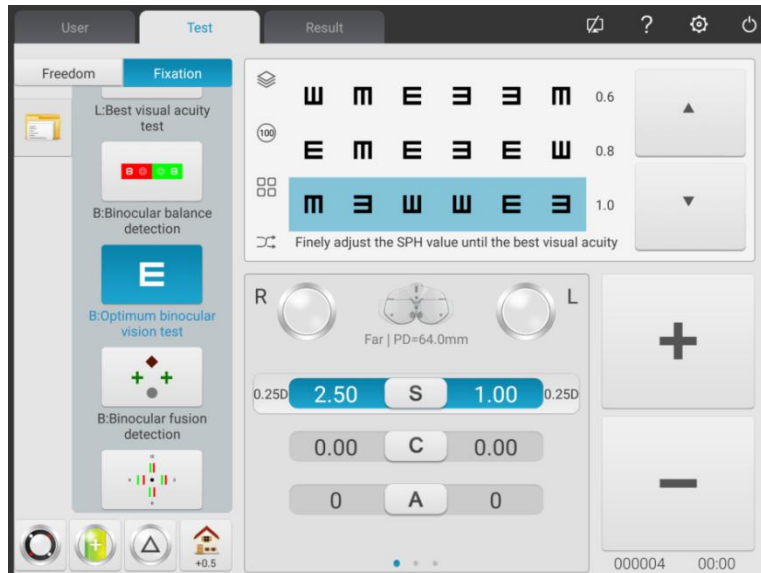 User
Test
Result
?
Freedom
Fixation
L:Best visual acuity
test
B:Binocular balance
detection
B:Optimum binocular
vision test
B:Binocular fusion
detection
+0.5
100
Ш m E Ǝ Ǝ m 0.6
E m E Ǝ E Ш 0.8
m Ǝ Ш Ш E Ǝ 1.0
Finely adjust the SPH value until the best visual acuity
R
L
Far | PD=64.0mm
0.25D 2.50 S 1.00 0.25D
0.00 C 0.00
0 A 0
+
−
000004 00:00